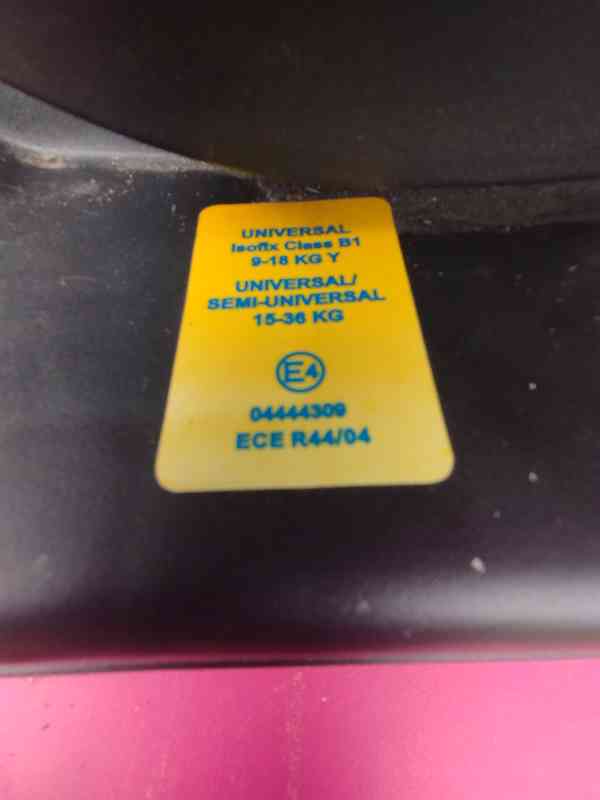 UNIVERSAL
Isofix Class B1
9-18 KG Y
UNIVERSAL/
SEMI-UNIVERSAL
15-36 KG
E4
04444309
ECE R44/04